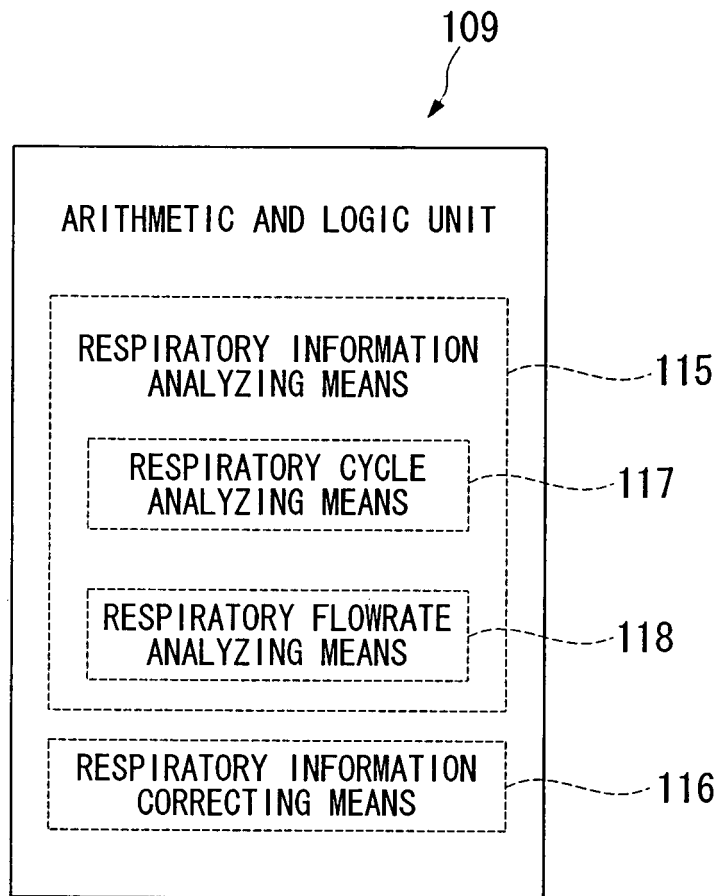 109
ARITHMETIC AND LOGIC UNIT
RESPIRATORY INFORMATION
ANALYZING MEANS
115
RESPIRATORY CYCLE
ANALYZING MEANS
117
RESPIRATORY FLOWRATE
ANALYZING MEANS
118
RESPIRATORY INFORMATION
CORRECTING MEANS
116